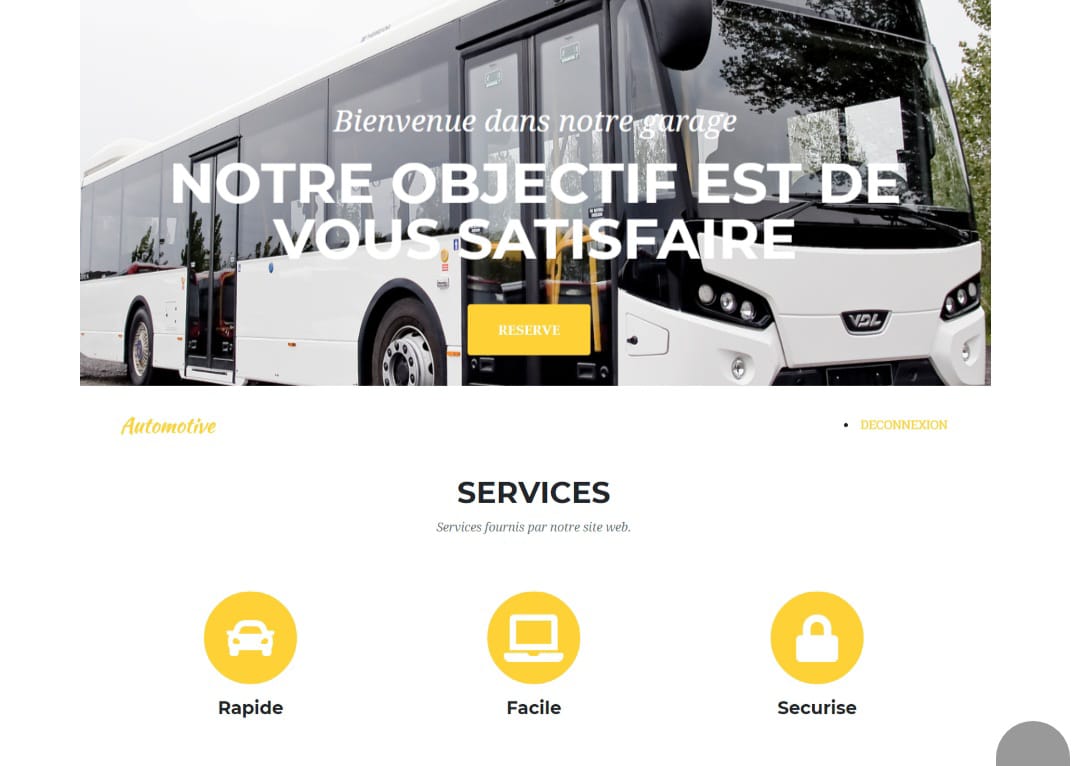 Bienvenue dans notre garage
NOTRE OBJECTIF EST DE
VOUS SATISFAIRE
RESERVE
VDL
Automotive
DECONNEXION
SERVICES
Services fournis par notre site web.
Rapide
Facile
Securise